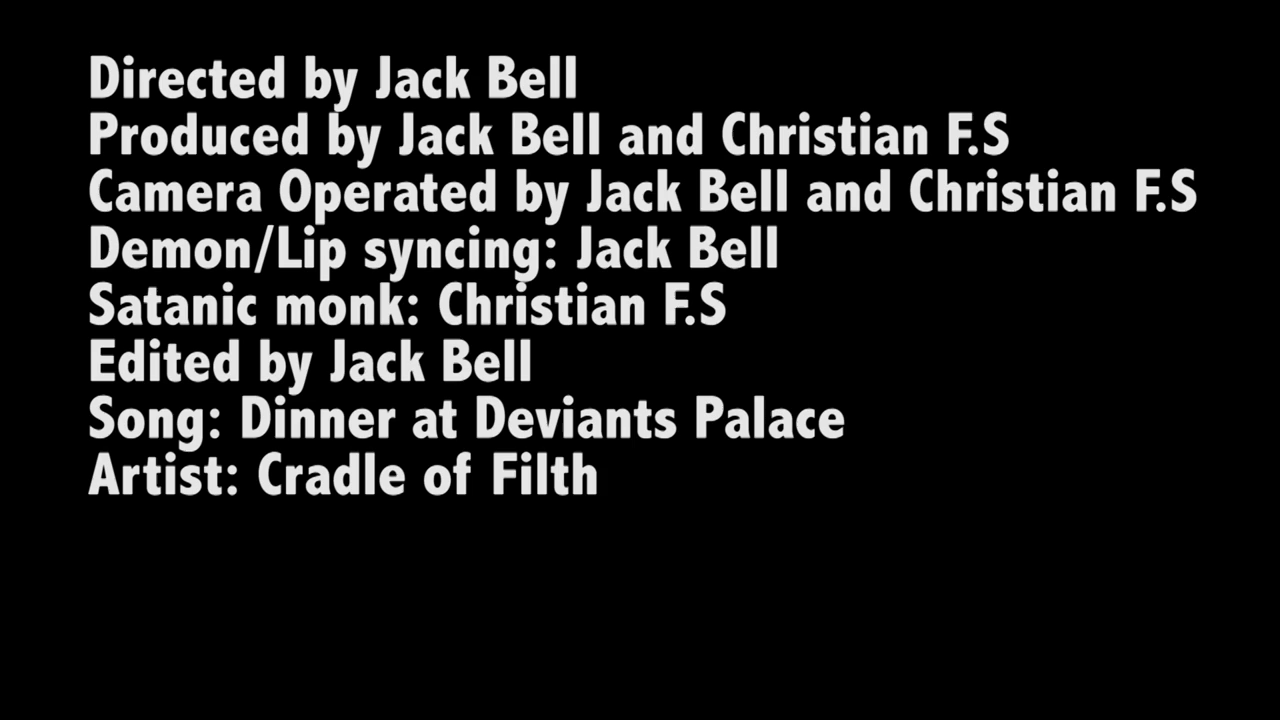 Directed by Jack Bell
Produced by Jack Bell and Christian F.S
Camera Operated by Jack Bell and Christian F.S
Demon/Lip syncing: Jack Bell
Satanic monk: Christian F.S
Edited by Jack Bell
Song: Dinner at Deviants Palace
Artist: Cradle of Filth